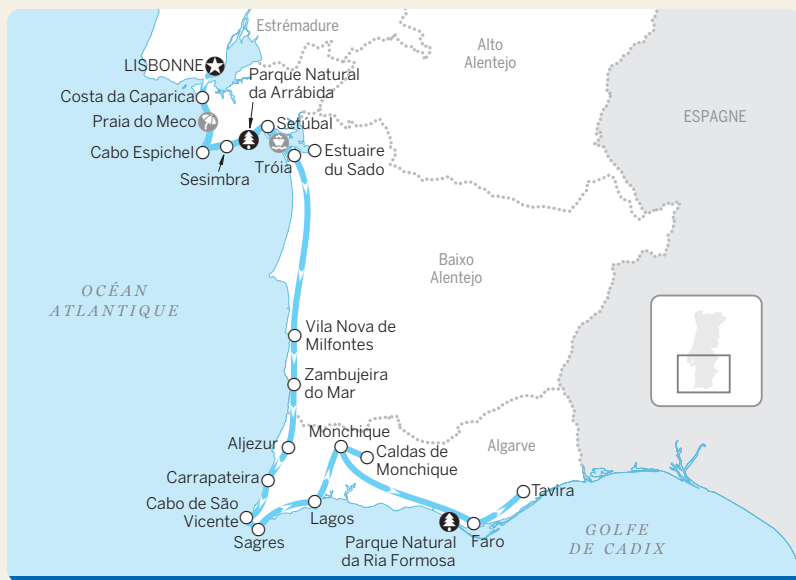 Estrémadure
Alto
Alentejo
LISBONNE
Parque Natural
da Arrábida
Costa da Caparica
Praia do Meco
Setúbal
ESPAGNE
Cabo Espichel
Tróia
Estuaire
du Sado
Sesimbra
Baixo
Alentejo
OCÉAN
ATLANTIQUE
Vila Nova de
Milfontes
Zambujeira
do Mar
Monchique
Aljezur
Algarve
Caldas de
Monchique
Carrapateira
Tavira
Cabo de São
Vicente
Lagos
Sagres
Parque Natural
da Ria Formosa
Faro
GOLFE
DE CADIX